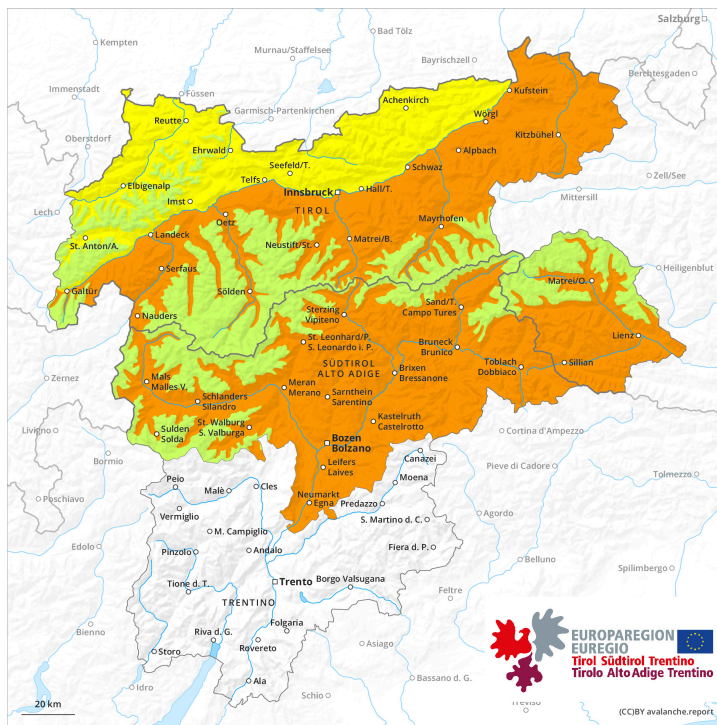 Salzburg
Kempten
Bad Tölz
Murnau/Staffelsee
Bayrischzell
Berchtesgaden
Immenstadt
Füssen
Garmisch-Partenkirchen
Achenkirch
Kufstein
Reutte
Wörgl
Oberstdorf
Ehrwald
Kitzbühel
Alpbach
Seefeld/T.
Schwaz
Zell/See
Elbigenalp
Telfs
Innsbruck
Hall/T.
Mittersill
Lech
Imst
TIROL
Oetz
Mayrhofen
St. Anton/A.
Landeck
Neustift/St.
Matrei/B.
Heiligenblut
Serfaus
Matrei/O.
Galtür
Sölden
Nauders
Sterzing
Vipiteno
Sand/T.
Campo Tures
St. Leonhard/P.
S. Leonardo i. P.
Lienz
Bruneck
Brunico
SÜDTIROL
ALTO ADIGE
Toblach
Dobbiaco
Sillian
Zernez
Mals
Malles V.
Meran
Merano
Brixen
Bressanone
Schlanders
Silandro
Sarnthein
Sarentino
St. Walburg
S. Valburga
Kastelruth
Castelrotto
Livigno
Sulden
Solda
Bozen
Bolzano
Cortina d'Ampezzo
Bormio
Canazei
Leifers
Laives
Pieve di Cadore
Tolmezzo
Peio
Cles
Moena
Malè
Neumarkt
Egna
Predazzo
Poschiavo
Vermiglio
S. Martino d. C.
Agordo
M. Campiglio
Edolo
Pinzolo
Andalo
Fiera d. P.
Belluno
Spilimbergo
Tione d. T.
Trento
Borgo Valsugana
Feltre
TRENTINO
Bienno
Riva d. G.
Folgaria
Rovereto
Asiago
Storo
Bassano d. G.
Ala
Idro
Schio
Treviso
20 km
EUROPAREGION
EUREGIO
Tirol Südtirol Trentino
Tirolo Alto Adige Trentino
(CC)BY avalanche.report